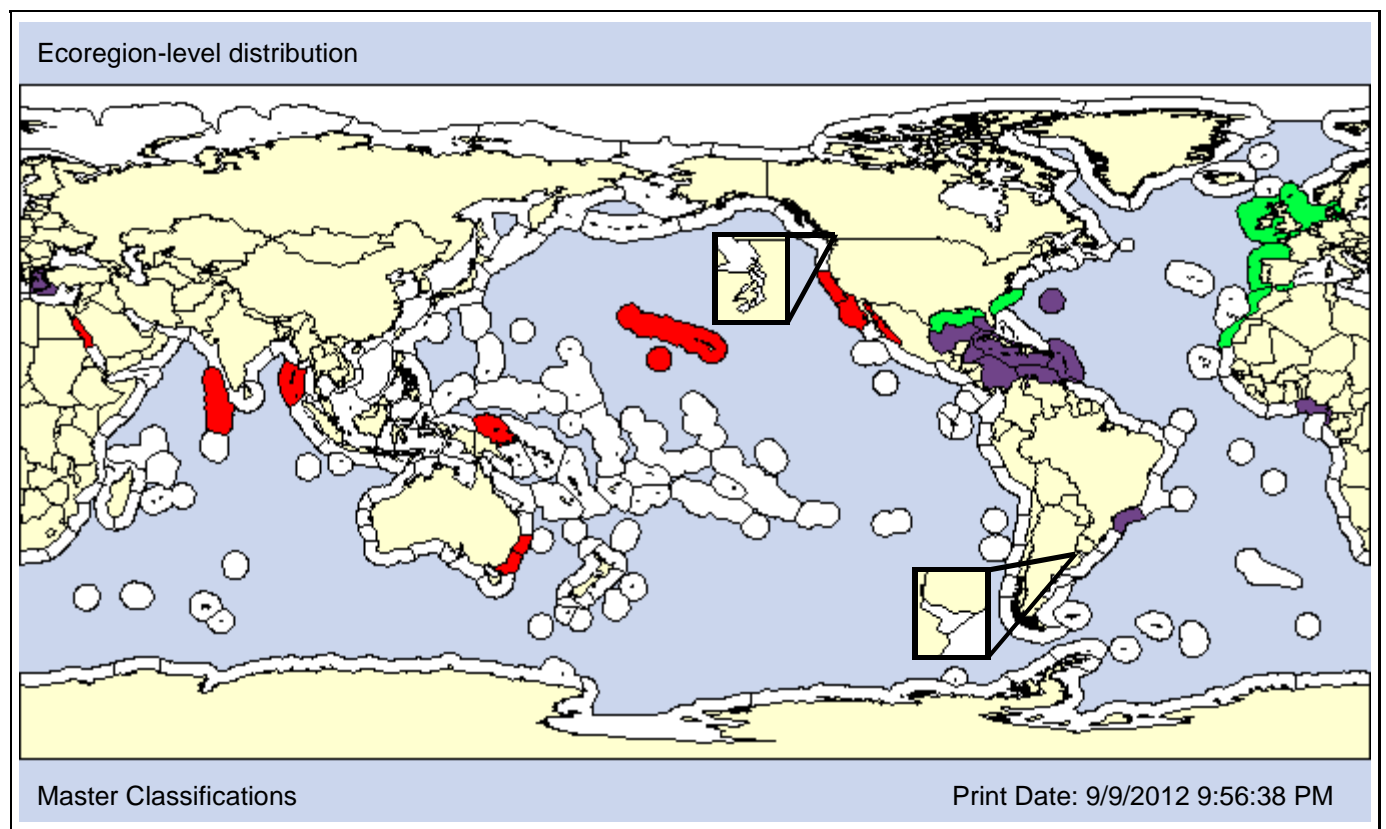 Ecoregion-level distribution
Master Classifications
Print Date: 9/9/2012 9:56:38 PM